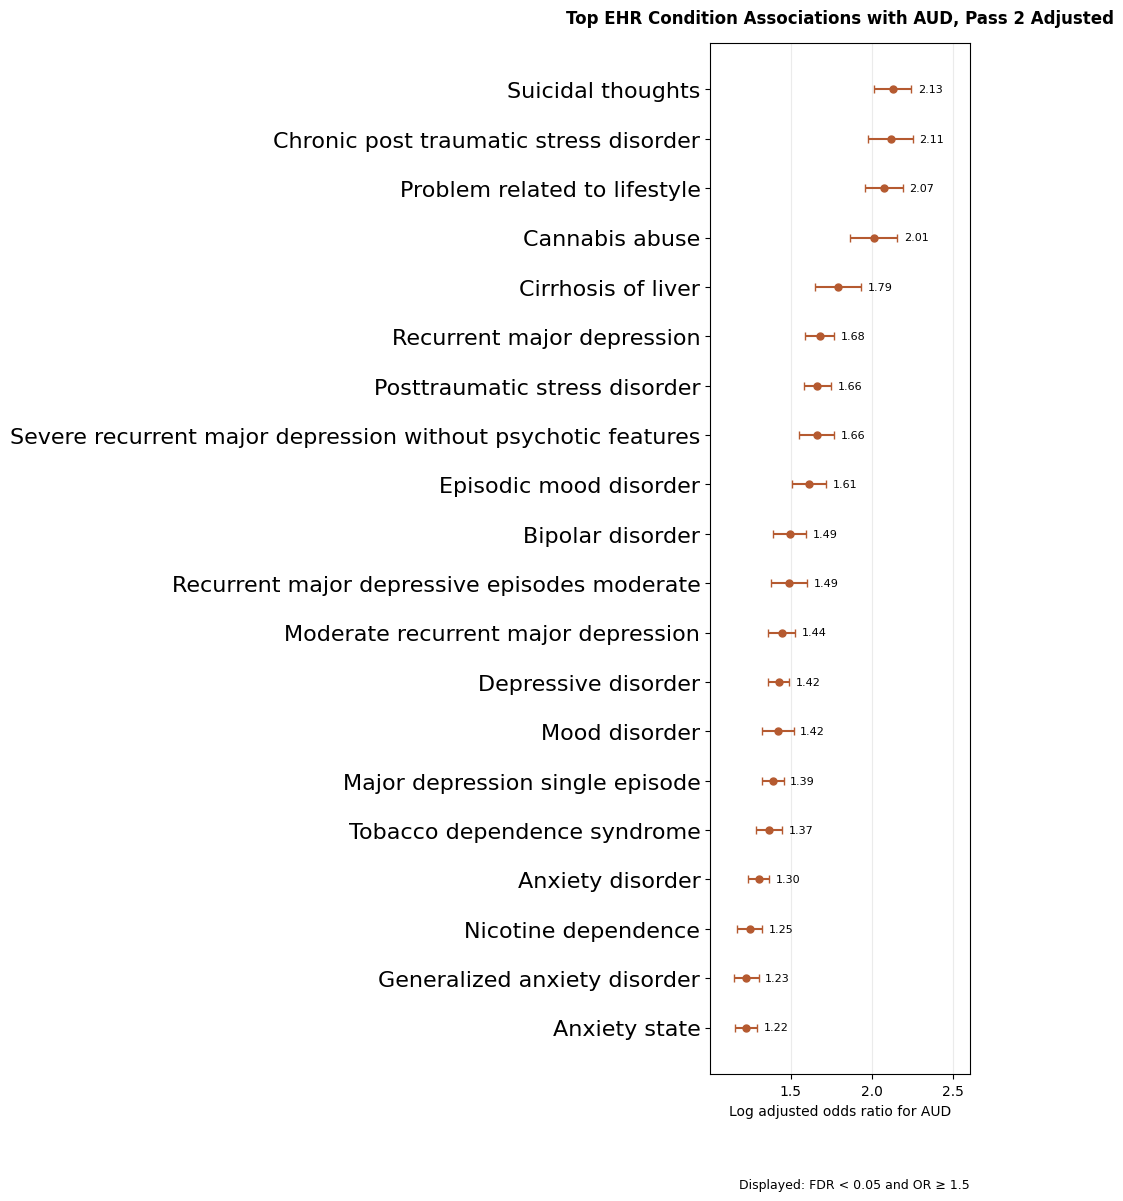 Top EHR Condition Associations with AUD, Pass 2 Adjusted
Suicidal thoughts 2.13
Chronic post traumatic stress disorder 2.11
Problem related to lifestyle 2.07
Cannabis abuse 2.01
Cirrhosis of liver 1.79
Recurrent major depression 1.68
Posttraumatic stress disorder 1.66
Severe recurrent major depression without psychotic features 1.66
Episodic mood disorder 1.61
Bipolar disorder 1.49
Recurrent major depressive episodes moderate 1.49
Moderate recurrent major depression 1.44
Depressive disorder 1.42
Mood disorder 1.42
Major depression single episode 1.39
Tobacco dependence syndrome 1.37
Anxiety disorder 1.30
Nicotine dependence 1.25
Generalized anxiety disorder 1.23
Anxiety state 1.22
1.5 2.0 2.5
Log adjusted odds ratio for AUD
Displayed: FDR < 0.05 and OR ≥ 1.5